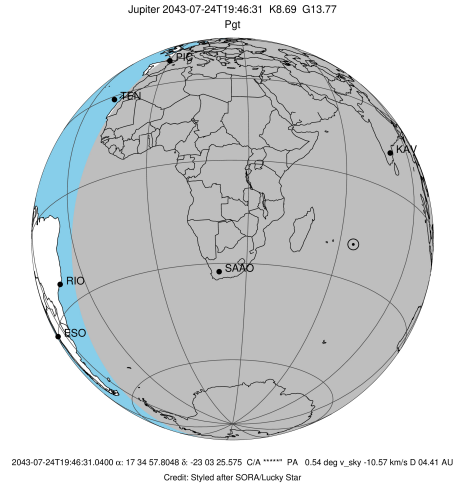 Jupiter 2043-07-24T19:46:31 K8.69 G13.77
Pgt
PIC
TEN
KAV
SAAO
RIO
ESO
2043-07-24T19:46:31.0400 α: 17 34 57.8048 δ: -23 03 25.575 C/A *****" PA 0.54 deg v_sky -10.57 km/s D 04.41 AU
Credit: Styled after SORA/Lucky Star